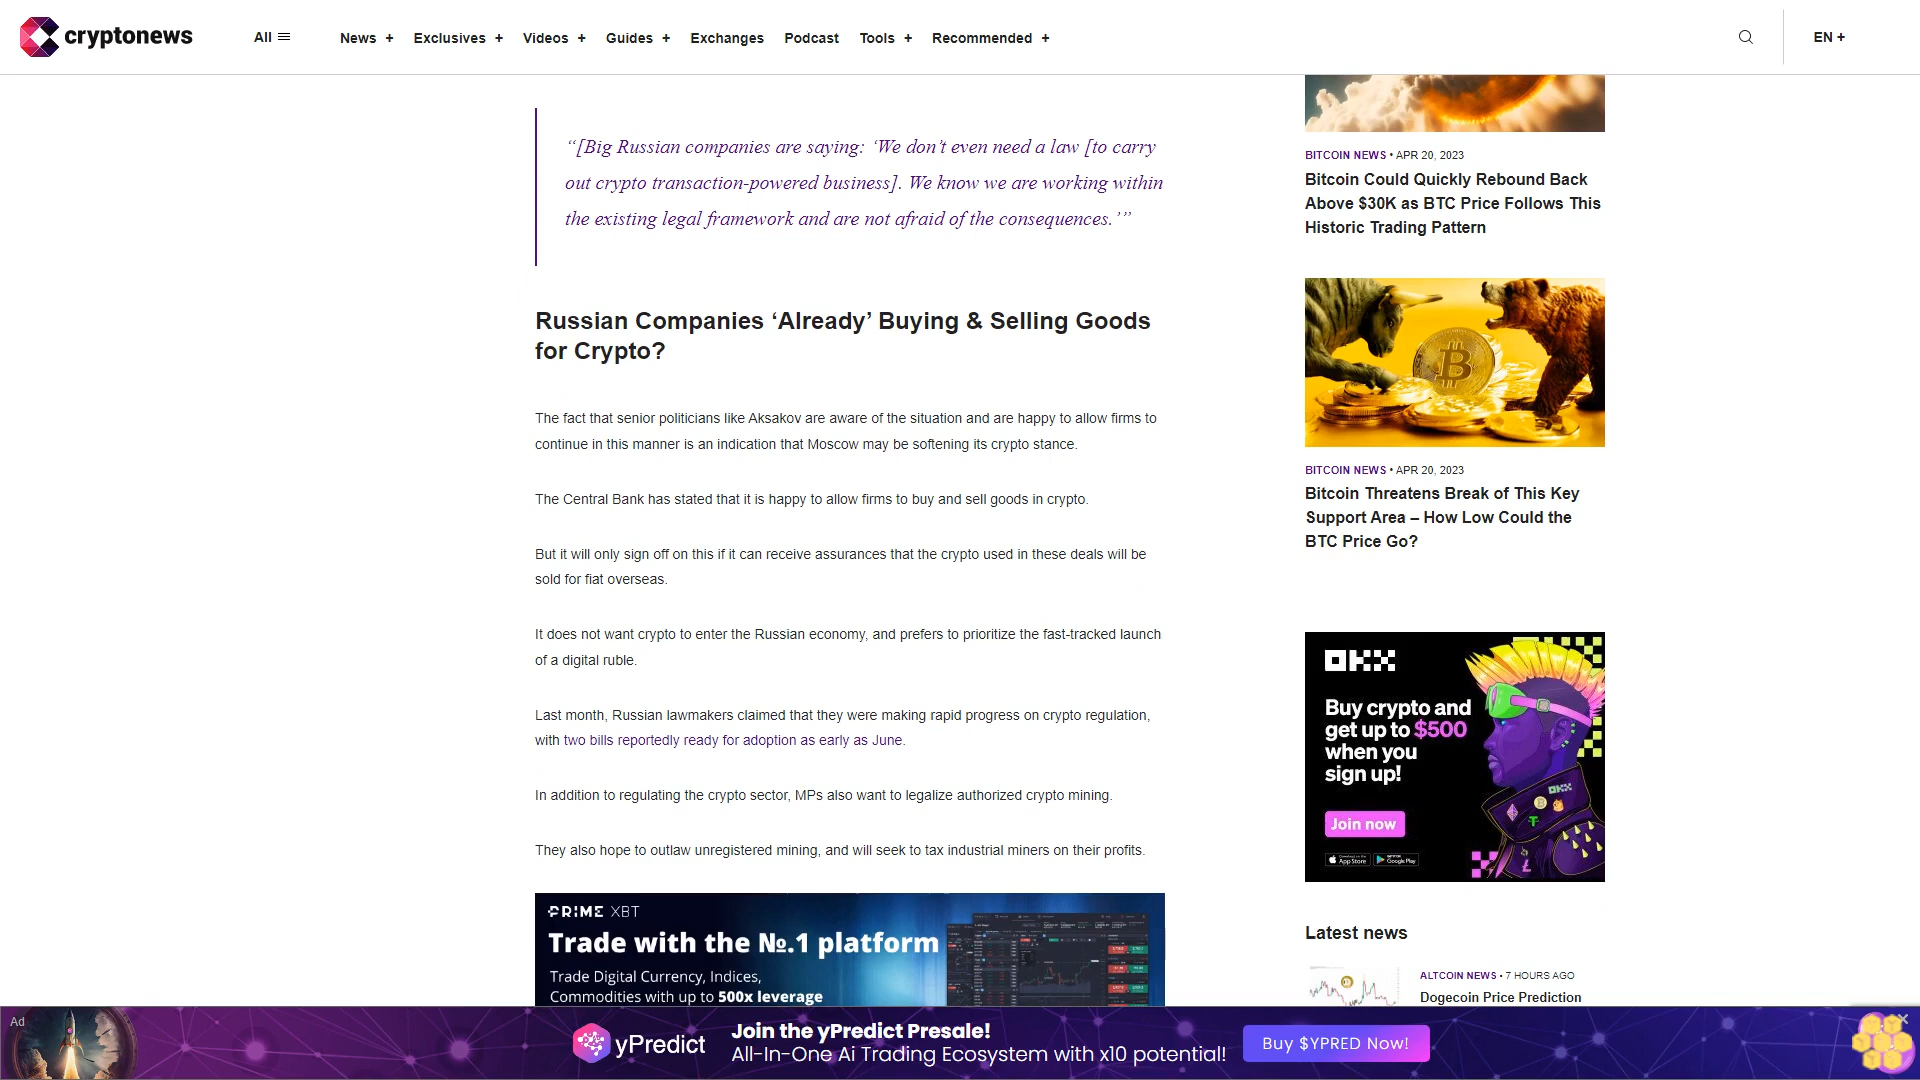 cryptonews
All
News +
Exclusives +
Videos +
Guides +
Exchanges
Podcast
Tools +
Recommended +
EN +
“[Big Russian companies are saying: ‘We don’t even need a law [to carry
out crypto transaction-powered business]. We know we are working within
the existing legal framework and are not afraid of the consequences.’”
Russian Companies ‘Already’ Buying & Selling Goods
for Crypto?
The fact that senior politicians like Aksakov are aware of the situation and are happy to allow firms to
continue in this manner is an indication that Moscow may be softening its crypto stance.
The Central Bank has stated that it is happy to allow firms to buy and sell goods in crypto.
But it will only sign off on this if it can receive assurances that the crypto used in these deals will be
sold for fiat overseas.
It does not want crypto to enter the Russian economy, and prefers to prioritize the fast-tracked launch
of a digital ruble.
Last month, Russian lawmakers claimed that they were making rapid progress on crypto regulation,
with two bills reportedly ready for adoption as early as June.
In addition to regulating the crypto sector, MPs also want to legalize authorized crypto mining.
They also hope to outlaw unregistered mining, and will seek to tax industrial miners on their profits.
PRIME XBT
Trade with the №.1 platform
Trade Digital Currency, Indices,
Commodities with up to 500x leverage
BITCOIN NEWS • APR 20, 2023
Bitcoin Could Quickly Rebound Back
Above $30K as BTC Price Follows This
Historic Trading Pattern
BITCOIN NEWS • APR 20, 2023
Bitcoin Threatens Break of This Key
Support Area – How Low Could the
BTC Price Go?
OKX
Buy crypto and
get up to $500
when you
sign up!
Join now
Download on the
App Store
GET IT ON
Google Play
OKX
Latest news
ALTCOIN NEWS • 7 HOURS AGO
Dogecoin Price Prediction
Ad
yPredict
Join the yPredict Presale!
All-In-One Ai Trading Ecosystem with x10 potential!
Buy $YPRED Now!